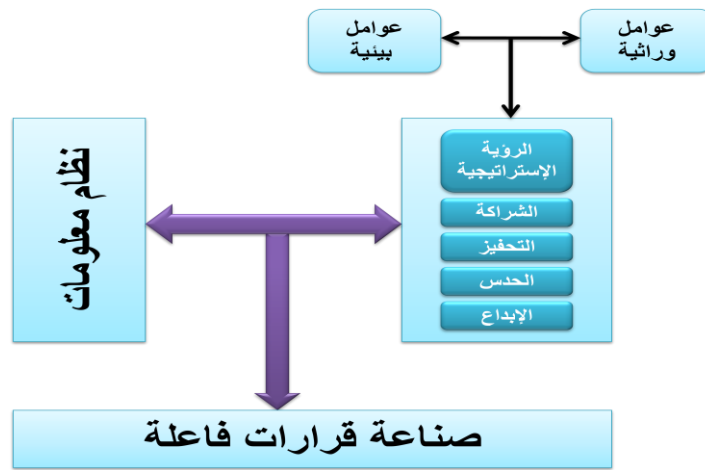 عوامل
وراثية
عوامل
بيئية
الرؤية
الإستراتيجية
الشراكة
التحفيز
الحدس
الإبداع
نظام معلومات
صناعة قرارات فاعلة